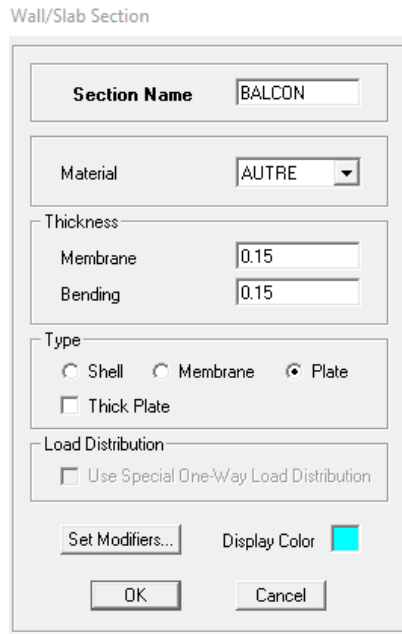 Wall/Slab Section
Section Name BALCON
Material AUTRE
Thickness
Membrane 0.15
Bending 0.15
Type
Shell Membrane Plate
Thick Plate
Load Distribution
Use Special One-Way Load Distribution
Set Modifiers... Display Color
OK Cancel